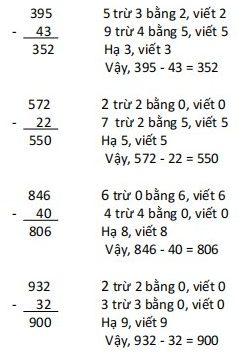 395 5 trừ 3 bằng 2, viết 2
- 43 9 trừ 4 bằng 5, viết 5
352 Hạ 3, viết 3
Vậy, 395 - 43 = 352
572 2 trừ 2 bằng 0, viết 0
- 22 7 trừ 2 bằng 5, viết 5
550 Hạ 5, viết 5
Vậy, 572 - 22 = 550
846 6 trừ 0 bằng 6, viết 6
- 40 4 trừ 4 bằng 0, viết 0
806 Hạ 8, viết 8
Vậy, 846 - 40 = 806
932 2 trừ 2 bằng 0, viết 0
- 32 3 trừ 3 bằng 0, viết 0
900 Hạ 9, viết 9
Vậy, 932 - 32 = 900